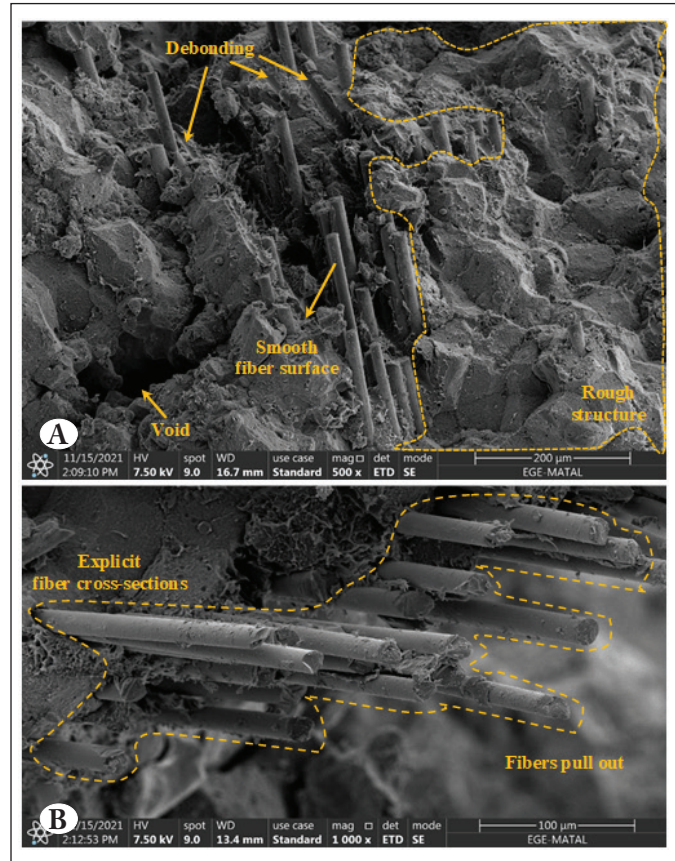 Debonding
Smooth
fiber surface
Void
Rough
structure
A
11/15/2021 HV spot WD use case mag □ det mode 200 µm
2:09:10 PM 7.50 kV 9.0 16.7 mm Standard 500 x ETD SE EGE-MATAL
Explicit
fiber cross-sections
Fibers pull out
B
/15/2021 HV spot WD use case mag □ det mode 100 µm
2:12:53 PM 7.50 kV 9.0 13.4 mm Standard 1 000 x ETD SE EGE-MATAL